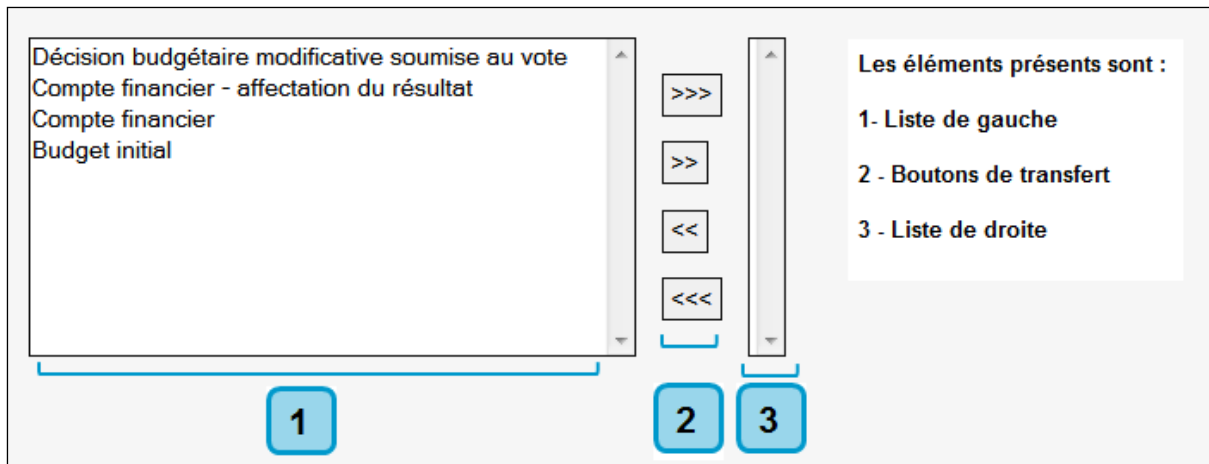 Décision budgétaire modificative soumise au vote
Compte financier - affectation du résultat
Compte financier
Budget initial
>>>
>>
<<
<<<
Les éléments présents sont :
1- Liste de gauche
2 - Boutons de transfert
3 - Liste de droite
1
2
3